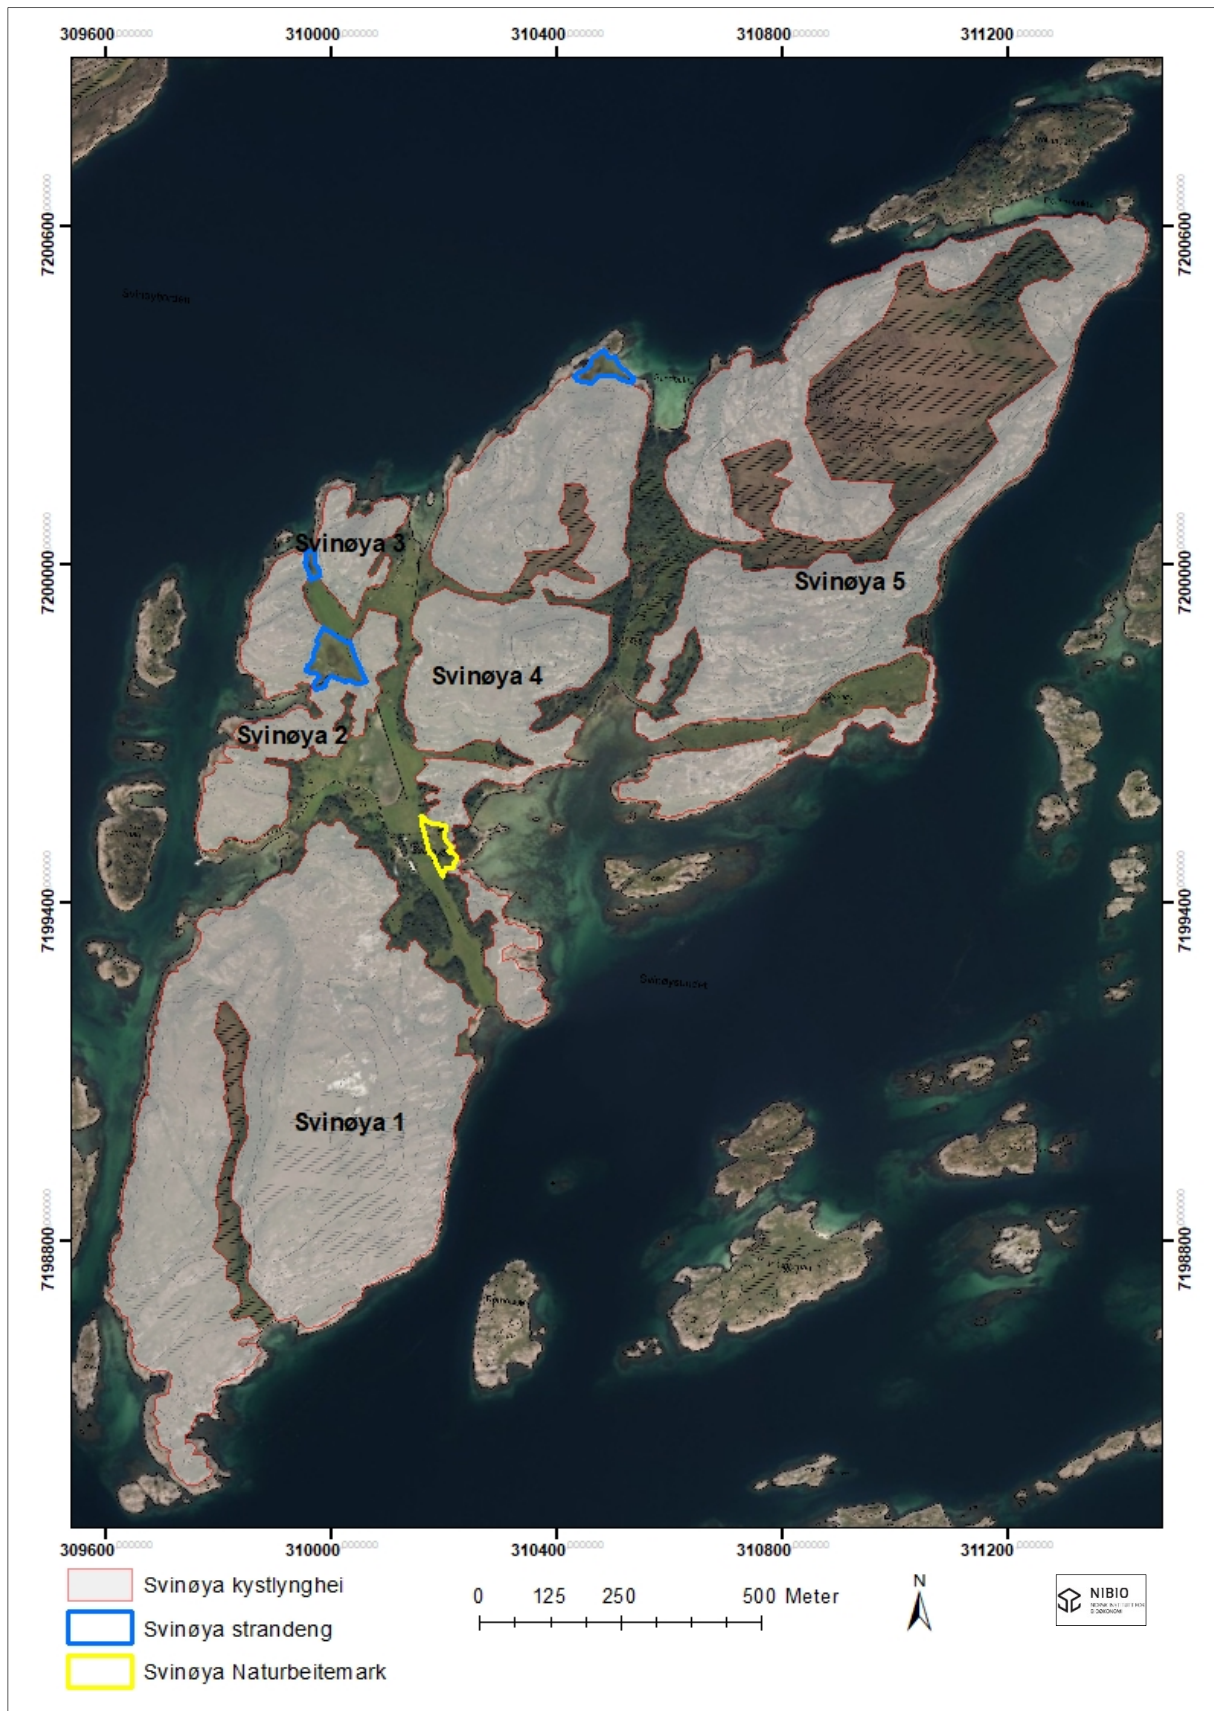 309600 310000 310400 310800 311200
7200600 7200600
Svinøyfjorden
Svinøya 3
7200000 7200000
Svinøya 5
Svinøya 4
Svinøya 2
7199400 7199400
Svinøysundet
Svinøya 1
7198800 7198800
309600 310000 310400 310800 311200
Svinøya kystlynghei
Svinøya strandeng
Svinøya Naturbeitemark
0 125 250 500 Meter
N
NIBIO